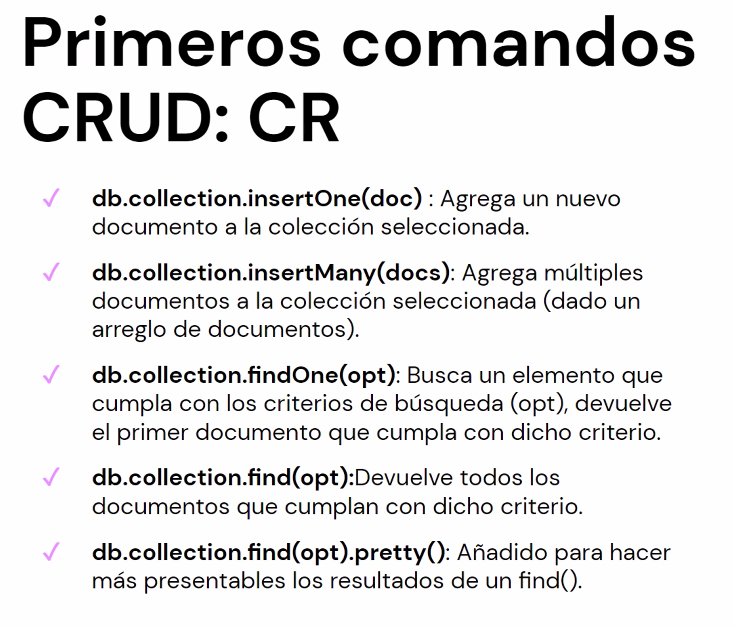 Primeros comandos
CRUD: CR
✓ db.collection.insertOne(doc) : Agrega un nuevo
documento a la colección seleccionada.
✓ db.collection.insertMany(docs): Agrega múltiples
documentos a la colección seleccionada (dado un
arreglo de documentos).
✓ db.collection.findOne(opt): Busca un elemento que
cumpla con los criterios de búsqueda (opt), devuelve
el primer documento que cumpla con dicho criterio.
✓ db.collection.find(opt):Devuelve todos los
documentos que cumplan con dicho criterio.
✓ db.collection.find(opt).pretty(): Añadido para hacer
más presentables los resultados de un find().